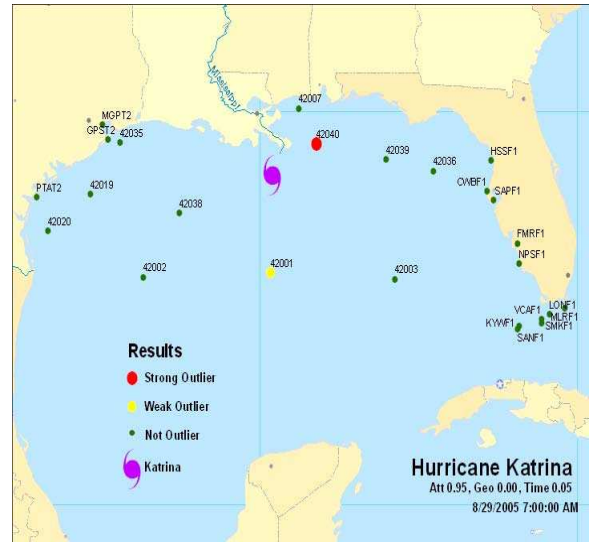 Mississippi
42007
MGPT2
GPST2
42035
42040
42039
42036
HSSF1
PTAT2
42019
CWBF1
SAPF1
42020
42038
FMRF1
42002
42001
42003
NPSF1
LONF1
VCAF1
MLRF1
KYWF1
SMKF1
SANF1
Results
Strong Outlier
Weak Outlier
Not Outlier
Katrina
Hurricane Katrina
Att 0.95, Geo 0.00, Time 0.05
8/29/2005 7:00:00 AM